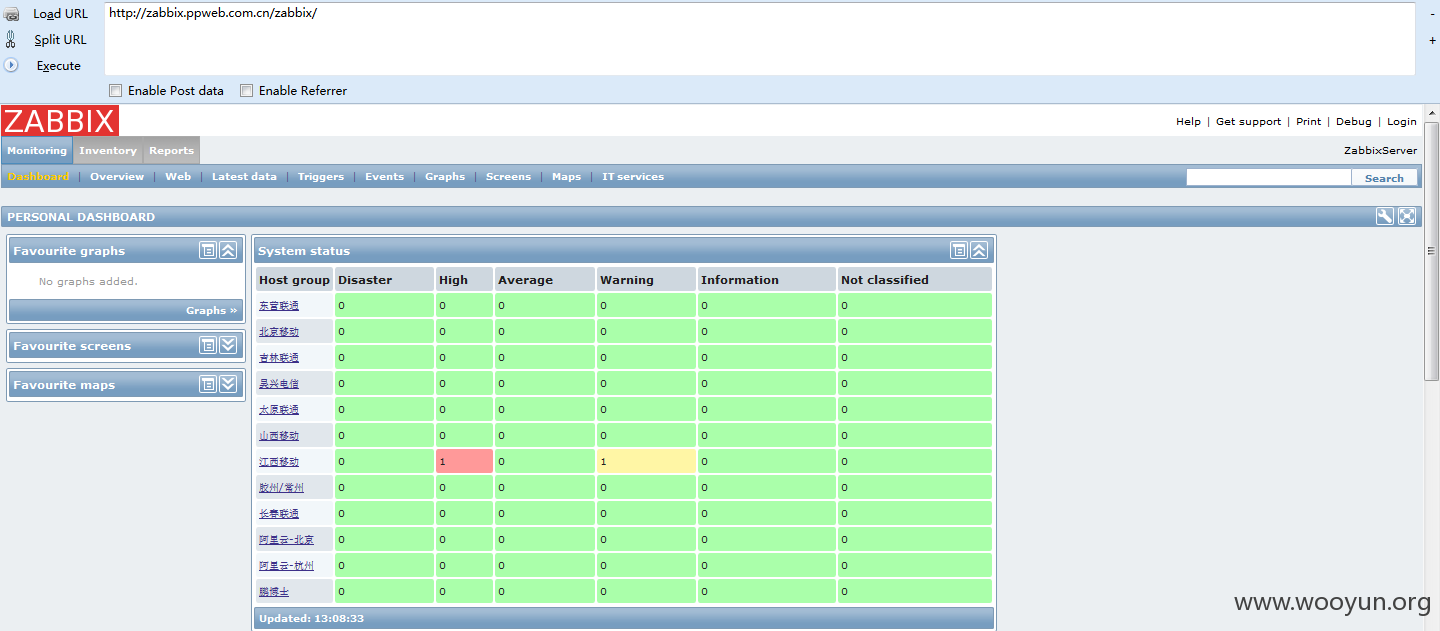 Load URL http://zabbix.ppweb.com.cn/zabbix/ -
Split URL +
Execute
Enable Post data Enable Referrer
ZABBIX Help | Get support | Print | Debug | Login
Monitoring Inventory Reports ZabbixServer
Dashboard | Overview | Web | Latest data | Triggers | Events | Graphs | Screens | Maps | IT services Search
PERSONAL DASHBOARD
Favourite graphs
No graphs added.
Graphs »
Favourite screens
Favourite maps
System status
Host group Disaster High Average Warning Information Not classified
东营联通 0 0 0 0 0 0
北京移动 0 0 0 0 0 0
吉林联通 0 0 0 0 0 0
吴兴电信 0 0 0 0 0 0
太原联通 0 0 0 0 0 0
山西移动 0 0 0 0 0 0
江西移动 0 1 0 1 0 0
胶州/常州 0 0 0 0 0 0
长春联通 0 0 0 0 0 0
阿里云-北京 0 0 0 0 0 0
阿里云-杭州 0 0 0 0 0 0
鹏博士 0 0 0 0 0 0
Updated: 13:08:33
www.wooyun.org